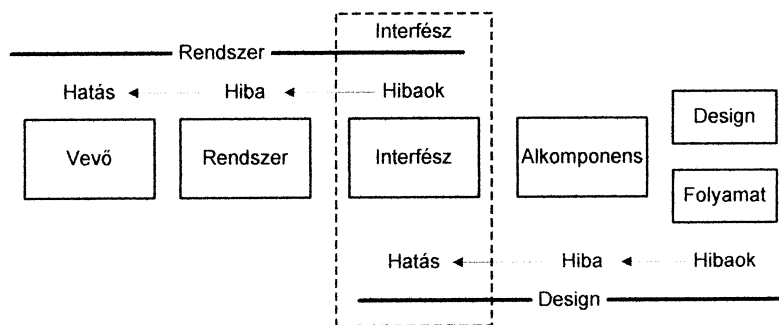 Interfész
Rendszer
Hatás Hiba Hibaok
Design
Vevő Rendszer Interfész Alkomponens
Folyamat
Hatás Hiba Hibaok
Design